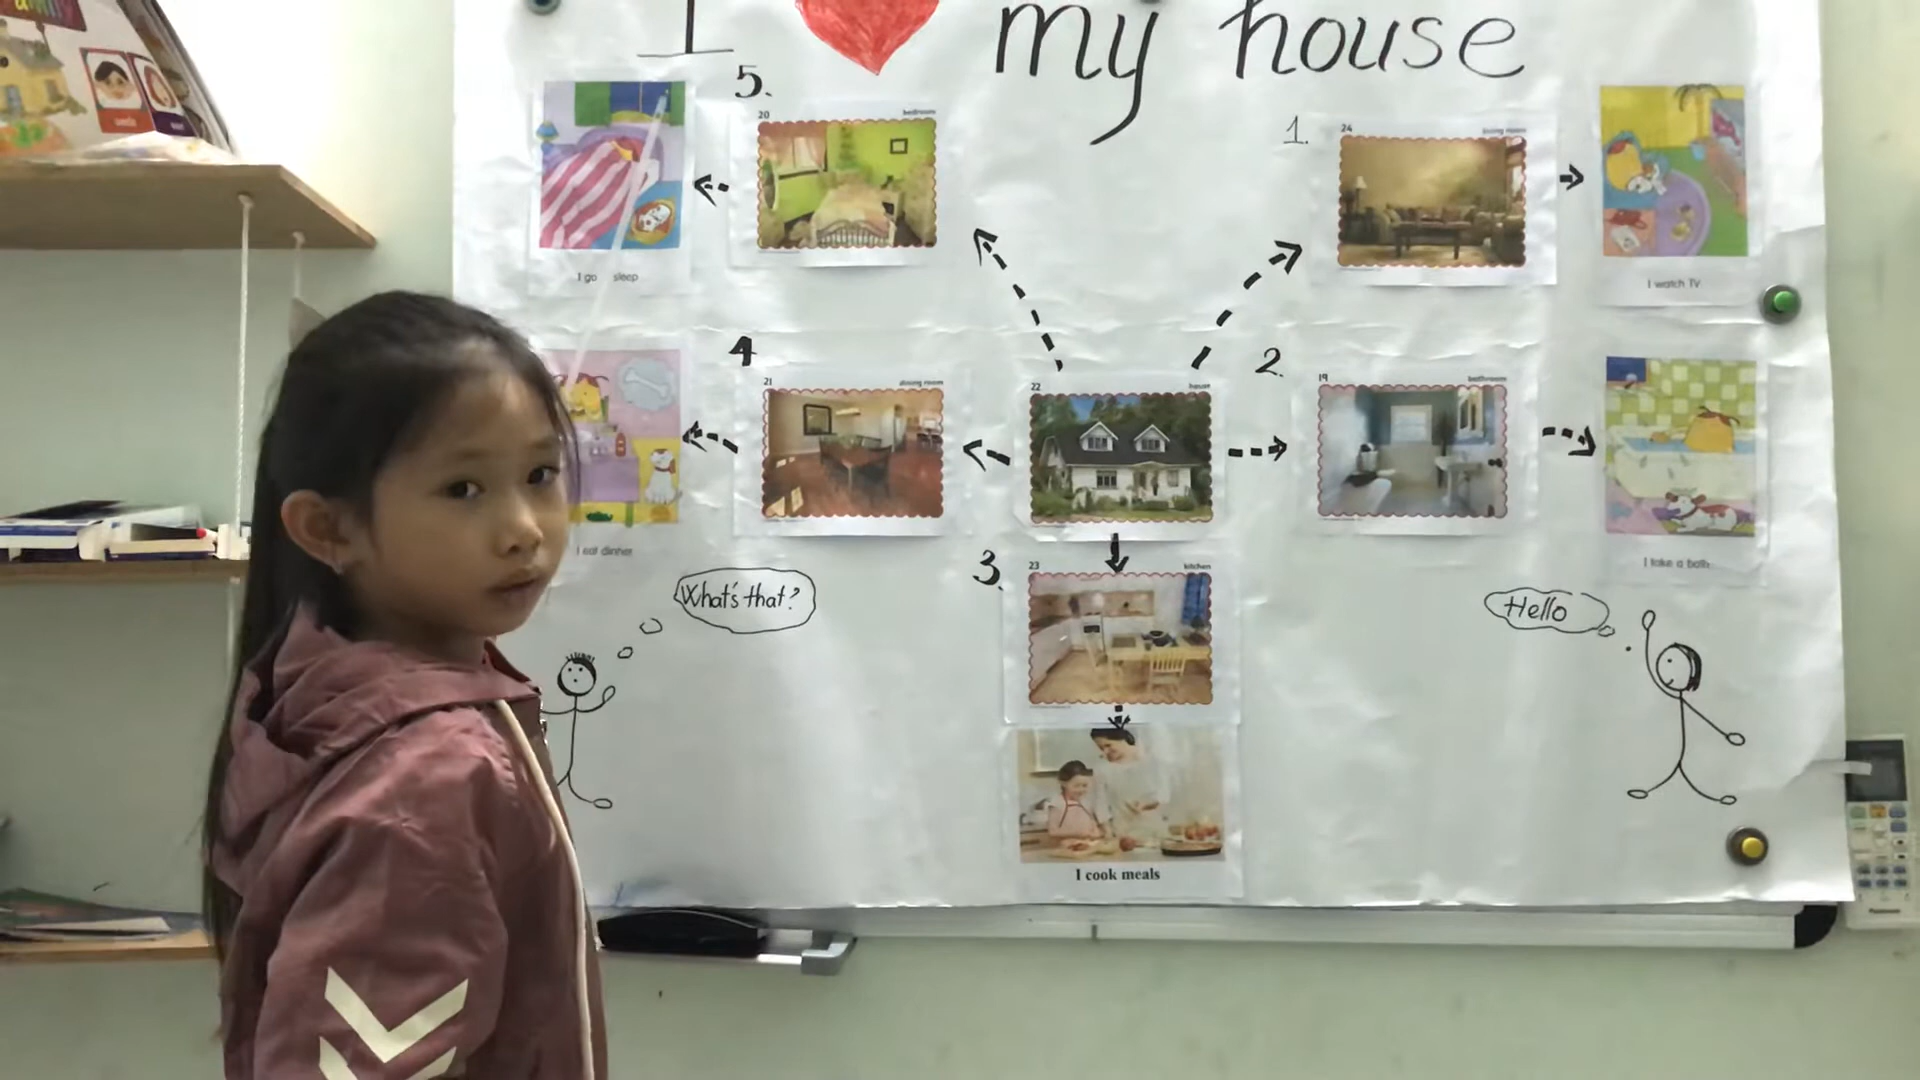 I ❤ my house
5.
20 bedroom
I go sleep
1.
24 living room
I watch TV
4
21 dining room
I eat dinner
22 house
2.
19 bathroom
I take a bath
3.
23 kitchen
I cook meals
What's that?
Hello